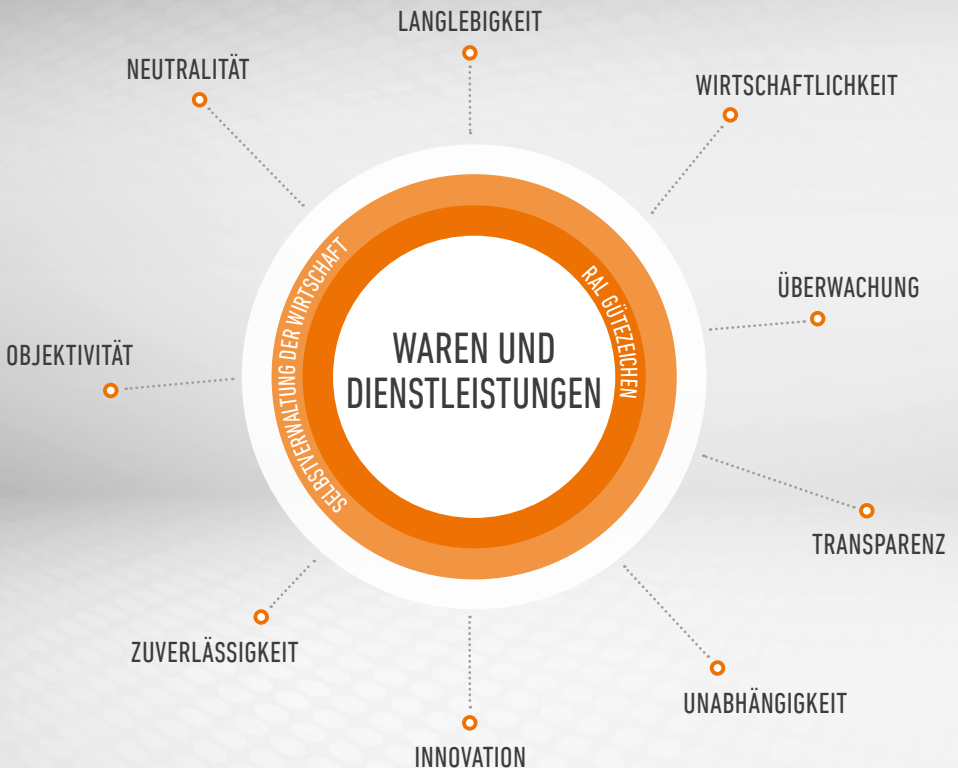 LANGLEBIGKEIT
NEUTRALITÄT
WIRTSCHAFTLICHKEIT
ÜBERWACHUNG
OBJEKTIVITÄT
SELBSTVERWALTUNG DER WIRTSCHAFT
RAL GÜTEZEICHEN
WAREN UND
DIENSTLEISTUNGEN
TRANSPARENZ
ZUVERLÄSSIGKEIT
UNABHÄNGIGKEIT
INNOVATION